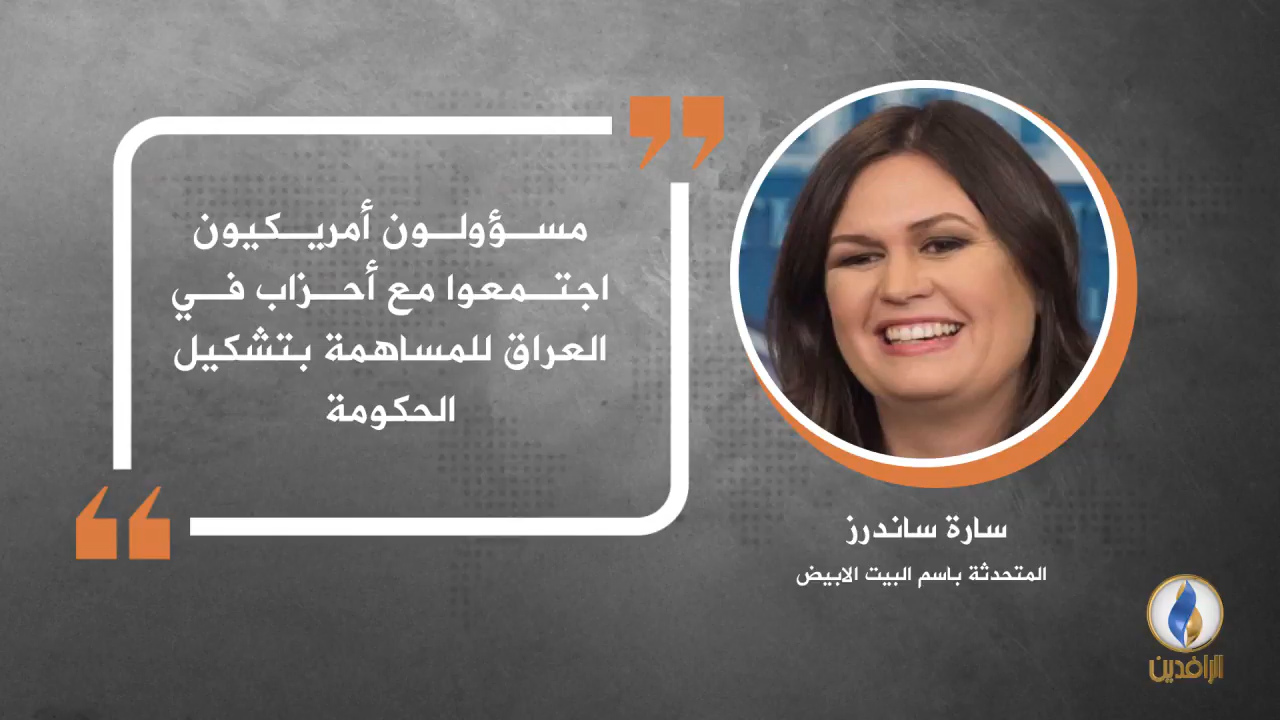 مسؤولون أمريكيون
اجتمعوا مع أحزاب في
العراق للمساهمة بتشكيل
الحكومة
سارة ساندرز
المتحدثة باسم البيت الابيض
الرافدين